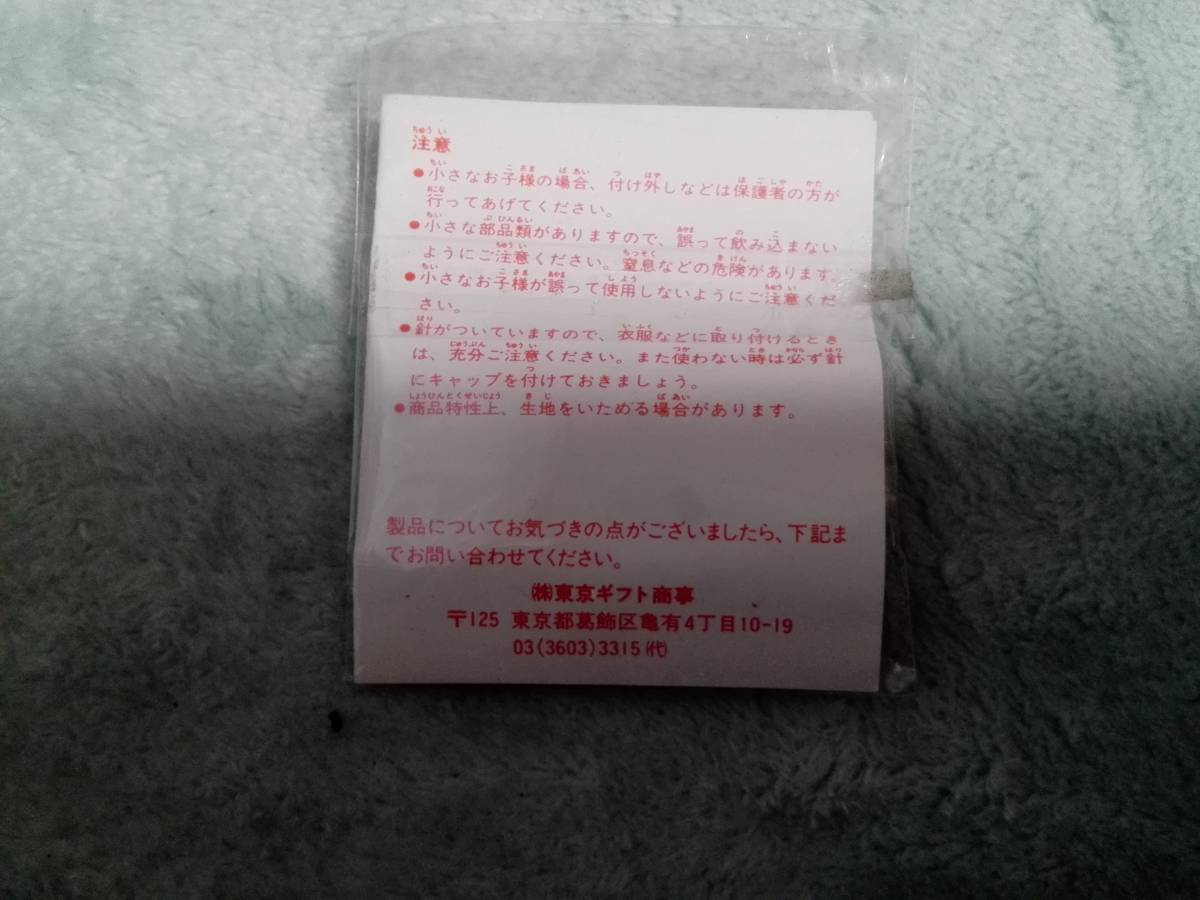 注意
●小さなお子様の場合、付け外しなどは保護者の方が
行ってあげてください。
●小さな部品類がありますので、誤って飲み込まない
ようにご注意ください。窒息などの危険があります。
●小さなお子様が誤って使用しないようにご注意くだ
さい。
●針がついていますので、衣服などに取り付けるとき
は、充分ご注意ください。また使わない時は必ず針
にキャップを付けておきましょう。
●商品特性上、生地をいためる場合があります。
製品についてお気づきの点がございましたら、下記ま
でお問い合わせてください。
㈱東京ギフト商事
〒125 東京都葛飾区亀有4丁目10-19
03(3603)3315㈹